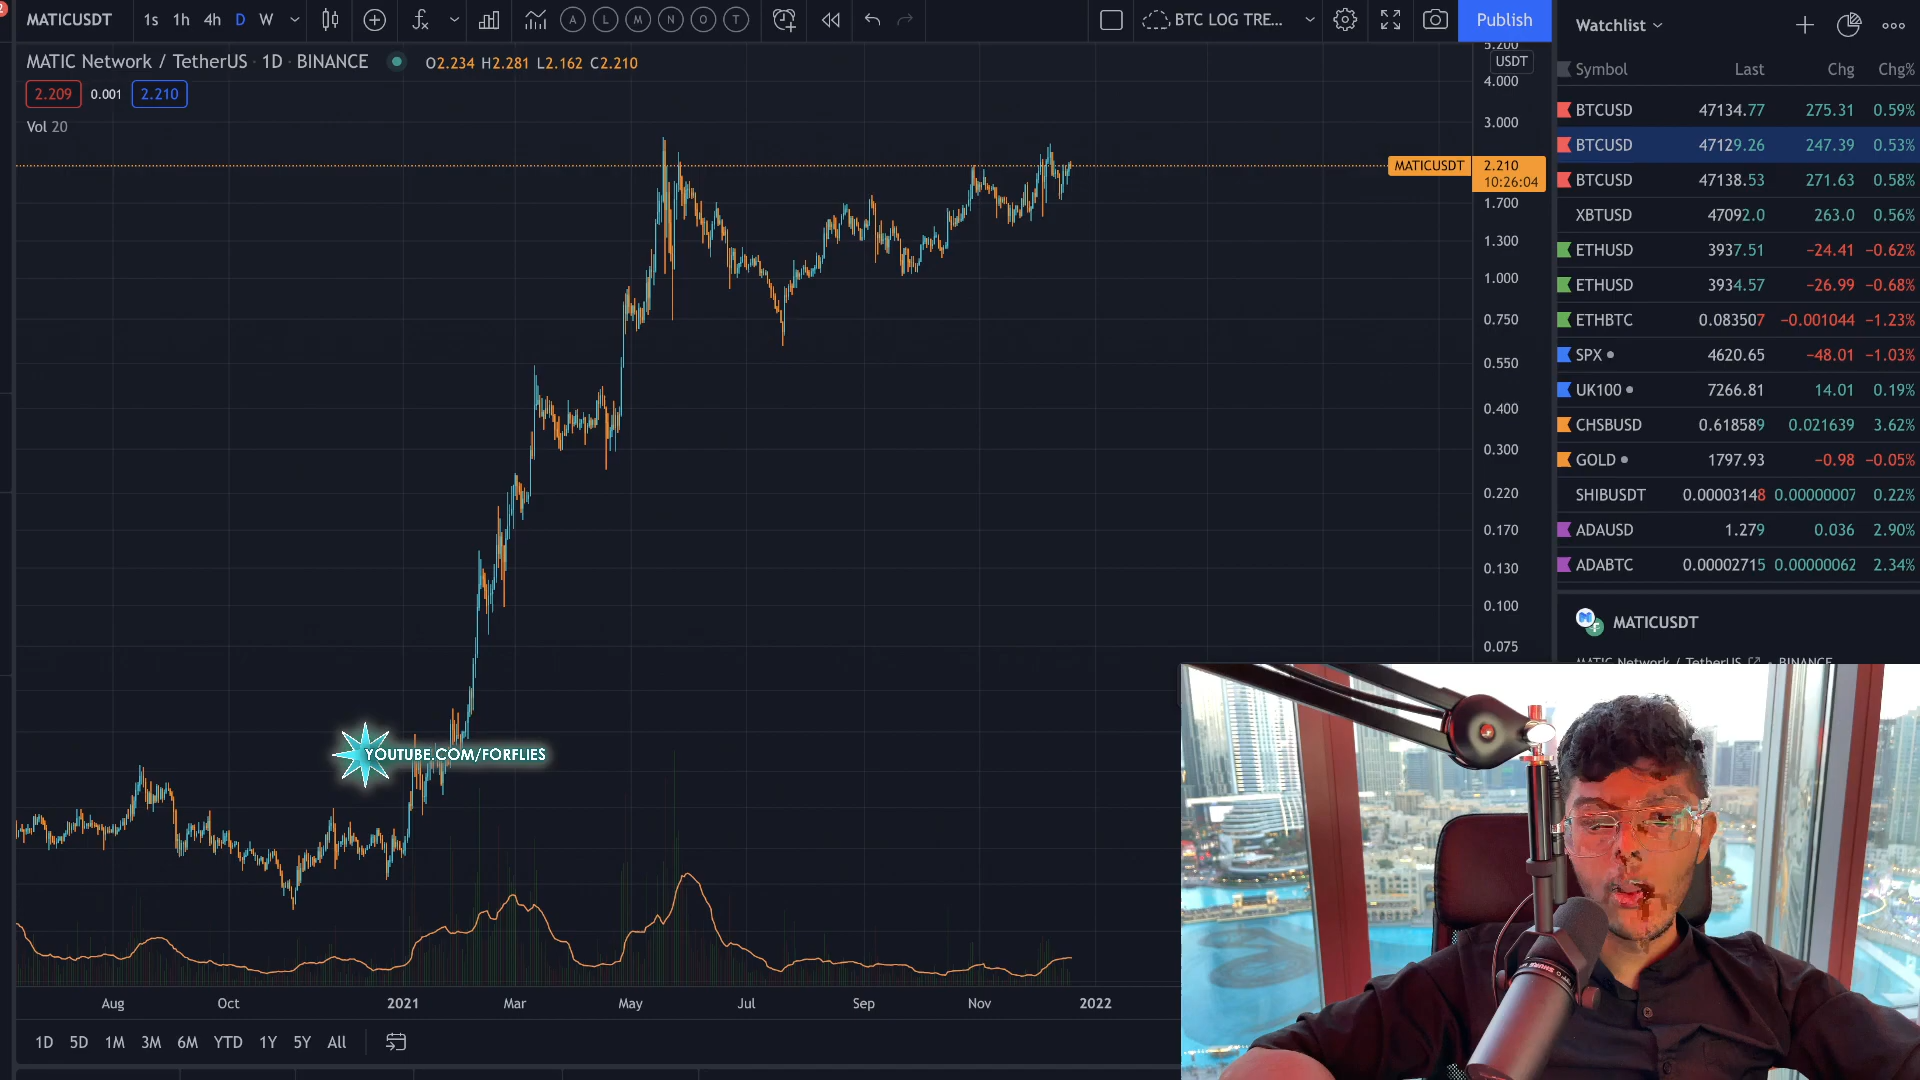 MATICUSDT 1s 1h 4h D W BTC LOG TRE... Publish
A L M N O T
MATIC Network / TetherUS · 1D · BINANCE O2.234 H2.281 L2.162 C2.210
2.209 0.001 2.210
Vol 20
5.200
USDT
4.000
3.000
MATICUSDT 2.210
10:26:04
1.700
1.300
1.000
0.750
0.550
0.400
0.300
0.220
0.170
0.130
0.100
0.075
YOUTUBE.COM/FORFLIES
Aug Oct 2021 Mar May Jul Sep Nov 2022
1D 5D 1M 3M 6M YTD 1Y 5Y All
Watchlist
Symbol Last Chg Chg%
BTCUSD 47134.77 275.31 0.59%
BTCUSD 47129.26 247.39 0.53%
BTCUSD 47138.53 271.63 0.58%
XBTUSD 47092.0 263.0 0.56%
ETHUSD 3937.51 −24.41 −0.62%
ETHUSD 3934.57 −26.99 −0.68%
ETHBTC 0.083507 −0.001044 −1.23%
SPX 4620.65 −48.01 −1.03%
UK100 7266.81 14.01 0.19%
CHSBUSD 0.618589 0.021639 3.62%
GOLD 1797.93 −0.98 −0.05%
SHIBUSDT 0.00003148 0.00000007 0.22%
ADAUSD 1.279 0.036 2.90%
ADABTC 0.00002715 0.00000062 2.34%
MATICUSDT
MATIC Network / TetherUS · BINANCE
SHURE